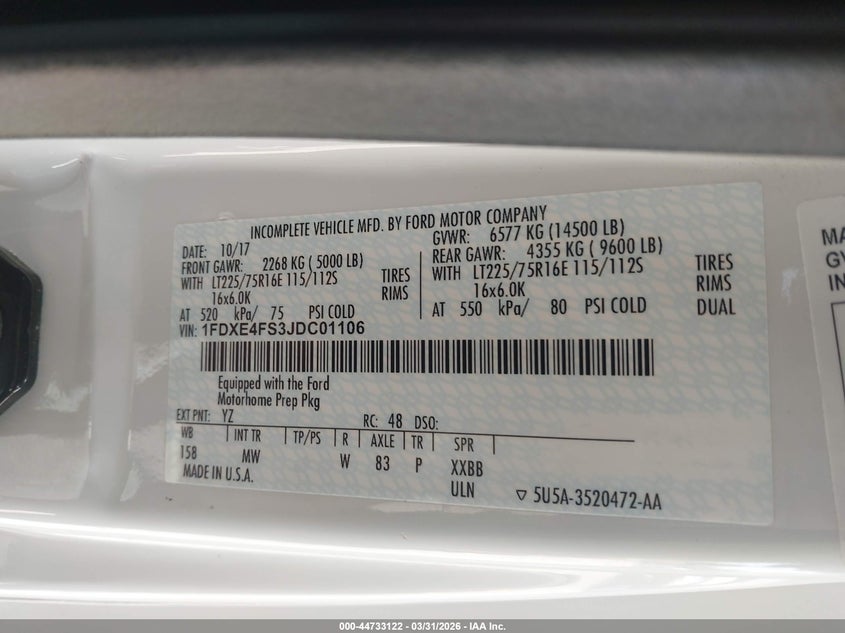 INCOMPLETE VEHICLE MFD. BY FORD MOTOR COMPANY
DATE: 10/17 GVWR: 6577 KG (14500 LB)
FRONT GAWR: 2268 KG ( 5000 LB) REAR GAWR: 4355 KG ( 9600 LB)
WITH LT225/75R16E 115/112S TIRES WITH LT225/75R16E 115/112S TIRES
16x6.0K RIMS 16x6.0K RIMS
AT 520 kPa/ 75 PSI COLD AT 550 kPa/ 80 PSI COLD DUAL
VIN: 1FDXE4FS3JDC01106
Equipped with the Ford
Motorhome Prep Pkg
EXT PNT: YZ RC: 48 DSO:
WB INT TR TP/PS R AXLE TR SPR
158 MW W 83 P XXBB
MADE IN U.S.A. ULN ▽ 5U5A-3520472-AA
MA
GV
IN
000-44733122 - 03/31/2026 - IAA Inc.